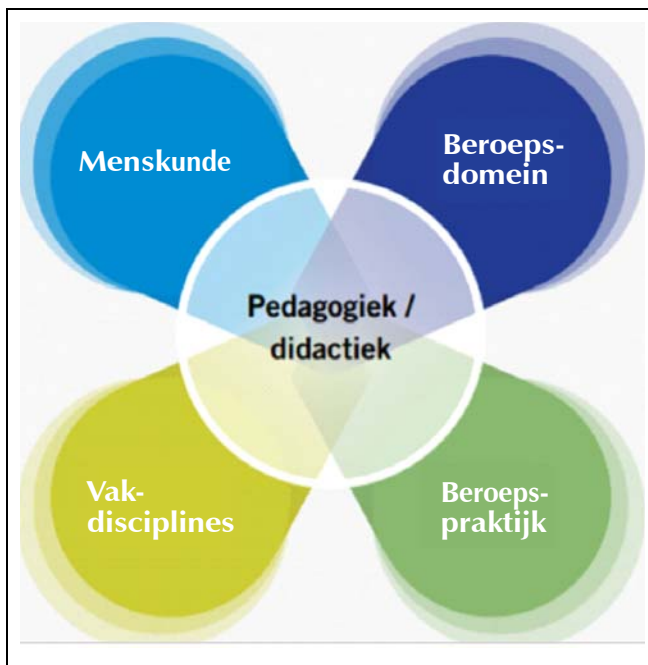 Menskunde
Beroeps-
domein
Pedagogiek /
didactiek
Vak-
disciplines
Beroeps-
praktijk